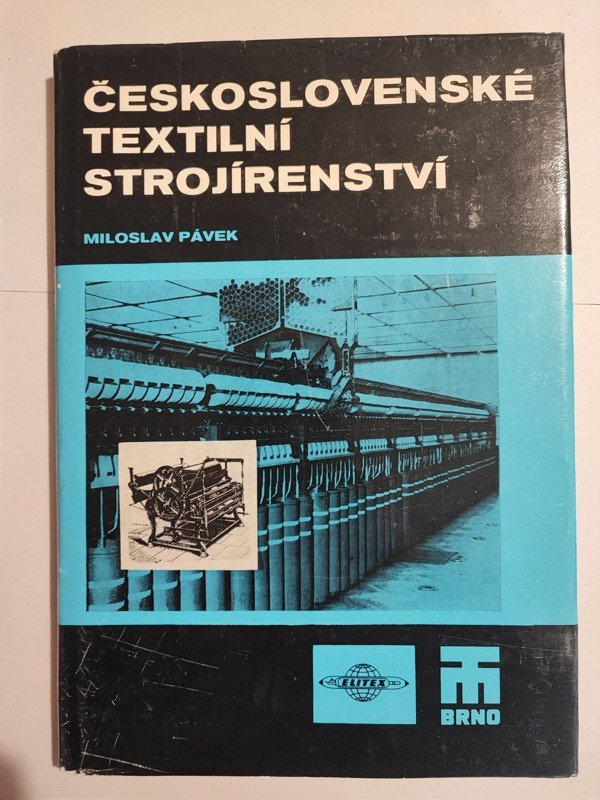 ČESKOSLOVENSKÉ
TEXTILNÍ
STROJÍRENSTVÍ
MILOSLAV PÁVEK
ELITEX
BRNO